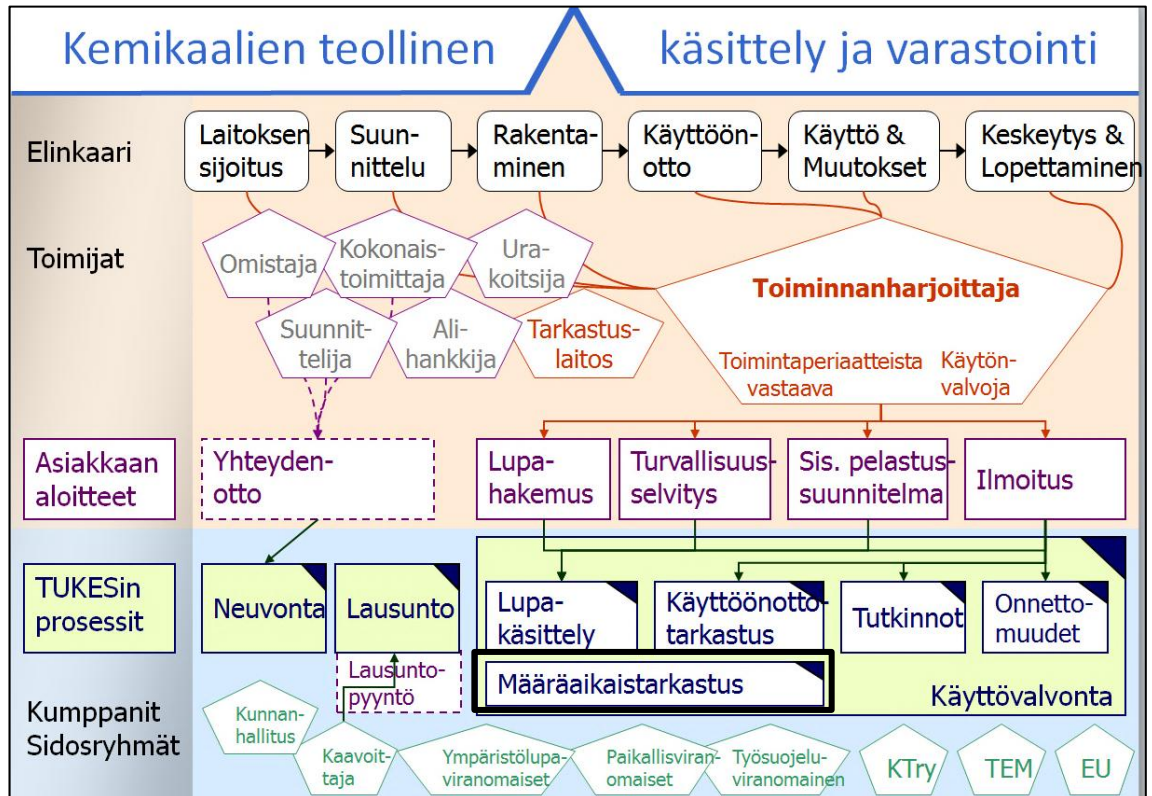 Kemikaalien teollinen käsittely ja varastointi
Elinkaari
Laitoksen
sijoitus
Suun-
nittelu
Rakenta-
minen
Käyttöön-
otto
Käyttö &
Muutokset
Keskeytys &
Lopettaminen
Toimijat
Omistaja
Kokonais-
toimittaja
Ura-
koitsija
Suunnit-
telija
Ali-
hankkija
Tarkastus-
laitos
Toiminnanharjoittaja
Toimintaperiaatteista
vastaava
Käytön-
valvoja
Asiakkaan
aloitteet
Yhteyden-
otto
Lupa-
hakemus
Turvallisuus-
selvitys
Sis. pelastus-
suunnitelma
Ilmoitus
TUKESin
prosessit
Neuvonta
Lausunto
Lupa-
käsittely
Käyttöönotto-
tarkastus
Tutkinnot
Onnetto-
muudet
Lausunto-
pyyntö
Määräaikaistarkastus
Käyttövalvonta
Kumppanit
Sidosryhmät
Kunnan-
hallitus
Kaavoit-
taja
Ympäristölupa-
viranomaiset
Paikallisviran-
omaiset
Työsuojelu-
viranomainen
KTry
TEM
EU